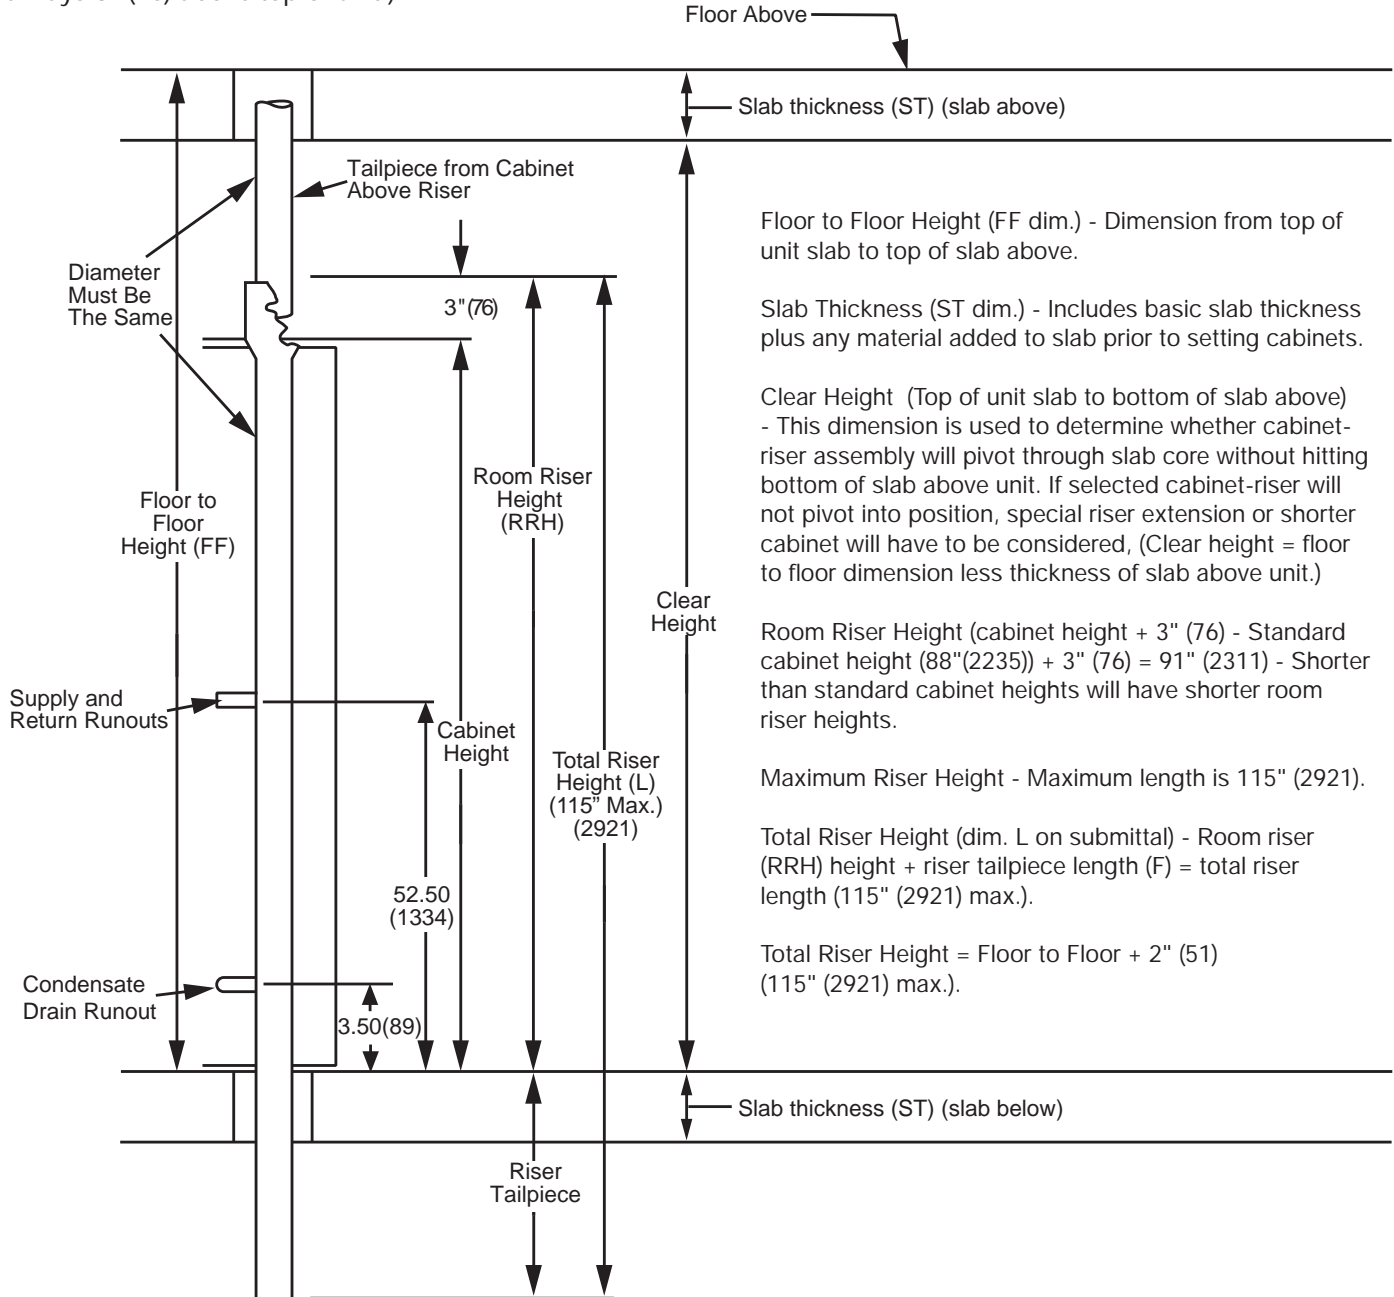 Floor Above
Slab thickness (ST) (slab above)
Tailpiece from Cabinet
Above Riser
Diameter
Must Be
The Same
3"(76)
Floor to
Floor
Height (FF)
Room Riser
Height
(RRH)
Clear
Height
Supply and
Return Runouts
Cabinet
Height
Total Riser
Height (L)
(115” Max.)
(2921)
52.50
(1334)
Condensate
Drain Runout
3.50(89)
Slab thickness (ST) (slab below)
Riser
Tailpiece
Floor to Floor Height (FF dim.) - Dimension from top of
unit slab to top of slab above.
Slab Thickness (ST dim.) - Includes basic slab thickness
plus any material added to slab prior to setting cabinets.
Clear Height (Top of unit slab to bottom of slab above)
- This dimension is used to determine whether cabinet-
riser assembly will pivot through slab core without hitting
bottom of slab above unit. If selected cabinet-riser will
not pivot into position, special riser extension or shorter
cabinet will have to be considered, (Clear height = floor
to floor dimension less thickness of slab above unit.)
Room Riser Height (cabinet height + 3" (76) - Standard
cabinet height (88"(2235)) + 3" (76) = 91" (2311) - Shorter
than standard cabinet heights will have shorter room
riser heights.
Maximum Riser Height - Maximum length is 115" (2921).
Total Riser Height (dim. L on submittal) - Room riser
(RRH) height + riser tailpiece length (F) = total riser
length (115" (2921) max.).
Total Riser Height = Floor to Floor + 2" (51)
(115" (2921) max.).